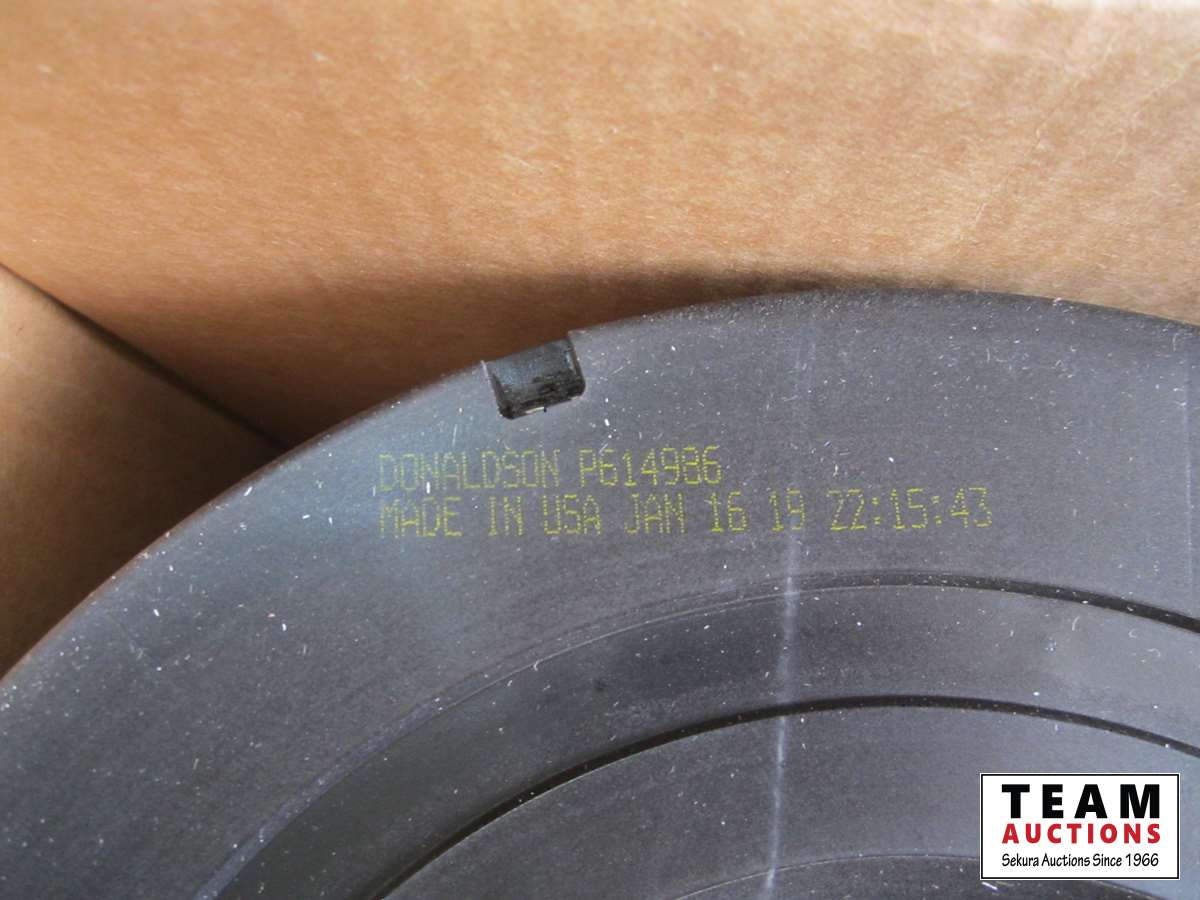 DONALDSON P614986
MADE IN USA JAN 16 19 22:15:43
TEAM
AUCTIONS
Sekura Auctions Since 1966